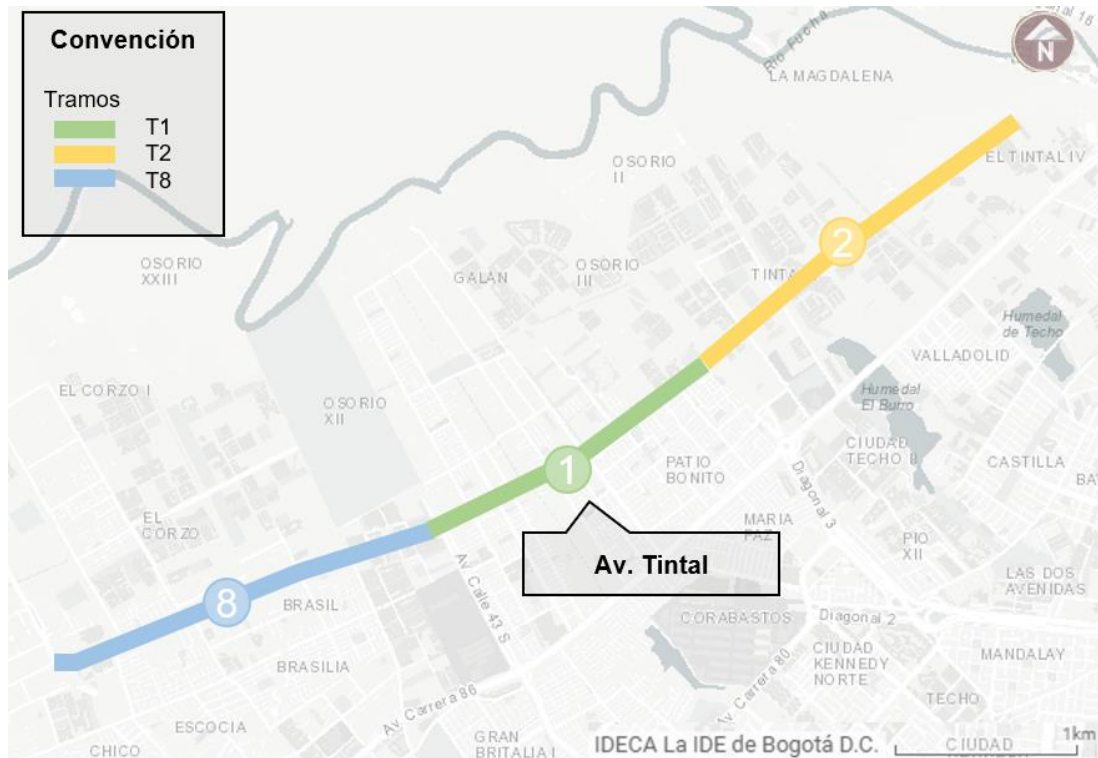 Convención
Tramos
T1
T2
T8
N
Río Fucha
LA MAGDALENA
EL TINTAL IV
OSORIO
II
2
OSORIO
XXIII
GALAN
OSORIO
III
Humedal
de Techo
VALLADOLID
EL CORZO I
OSORIO
XII
Humedal
El Burro
CIUDAD
TECHO II
CASTILLA
1
PATIO
BONITO
Diagonal 3
MARIA
PAZ
PIO
XII
EL
CORZO
Av. Tintal
Av Calle 43 S
LAS DOS
AVENIDAS
8
BRASIL
CORABASTOS
Diagonal 2
BRASILIA
CIUDAD
KENNEDY
NORTE
MANDALAY
Av Carrera 80
Av Carrera 86
TECHO
ESCOCIA
CHICO
GRAN
BRITALIA I
IDECA La IDE de Bogotá D.C.
CIUDAD
1km